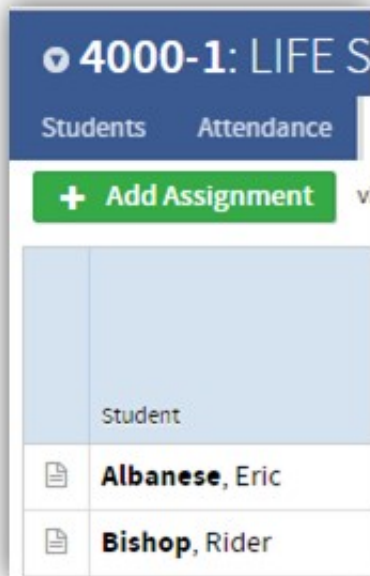 4000-1: LIFE S
Students Attendance
+ Add Assignment
Student
Albanese, Eric
Bishop, Rider